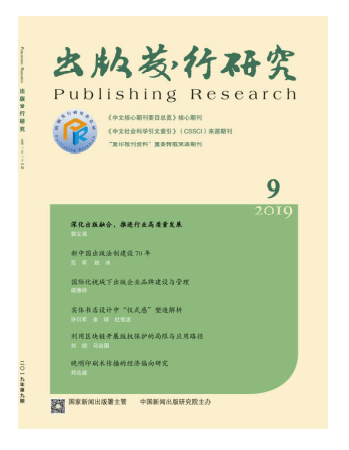 出版发行研究
Publishing Research
《中文核心期刊要目总览》核心期刊
《中文社会科学引文索引》（CSSCI）来源期刊
“复印报刊资料”重要转载来源期刊
9
2019
深化出版融合，推进行业高质量发展
新中国出版法制建设 70 年
国际化视域下出版企业品牌建设与管理
实体书店设计中“仪式感”塑造解析
利用区块链开展版权保护的局限与应用路径
晚明印刷术传播的经济偏向研究
国家新闻出版署主管 中国新闻出版研究院主办
Publishing Research
出版发行研究
二〇一九年第九期